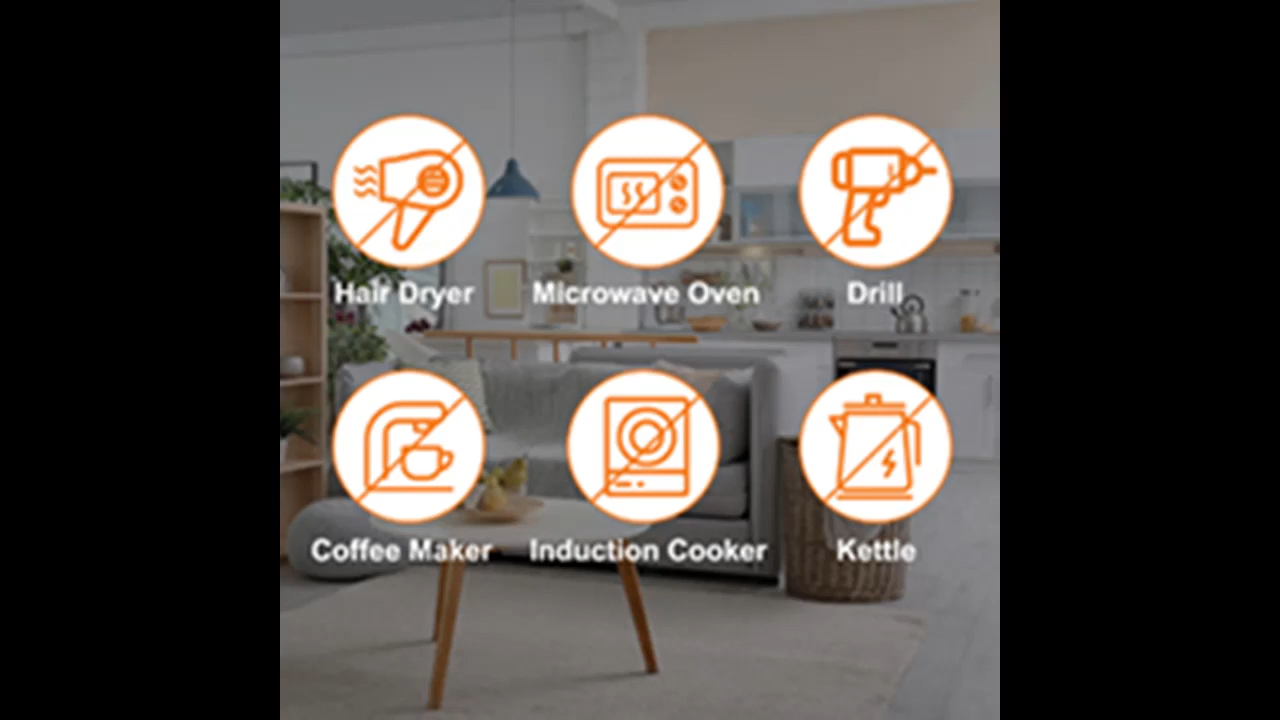 Hair Dryer
Microwave Oven
Drill
Coffee Maker
Induction Cooker
Kettle